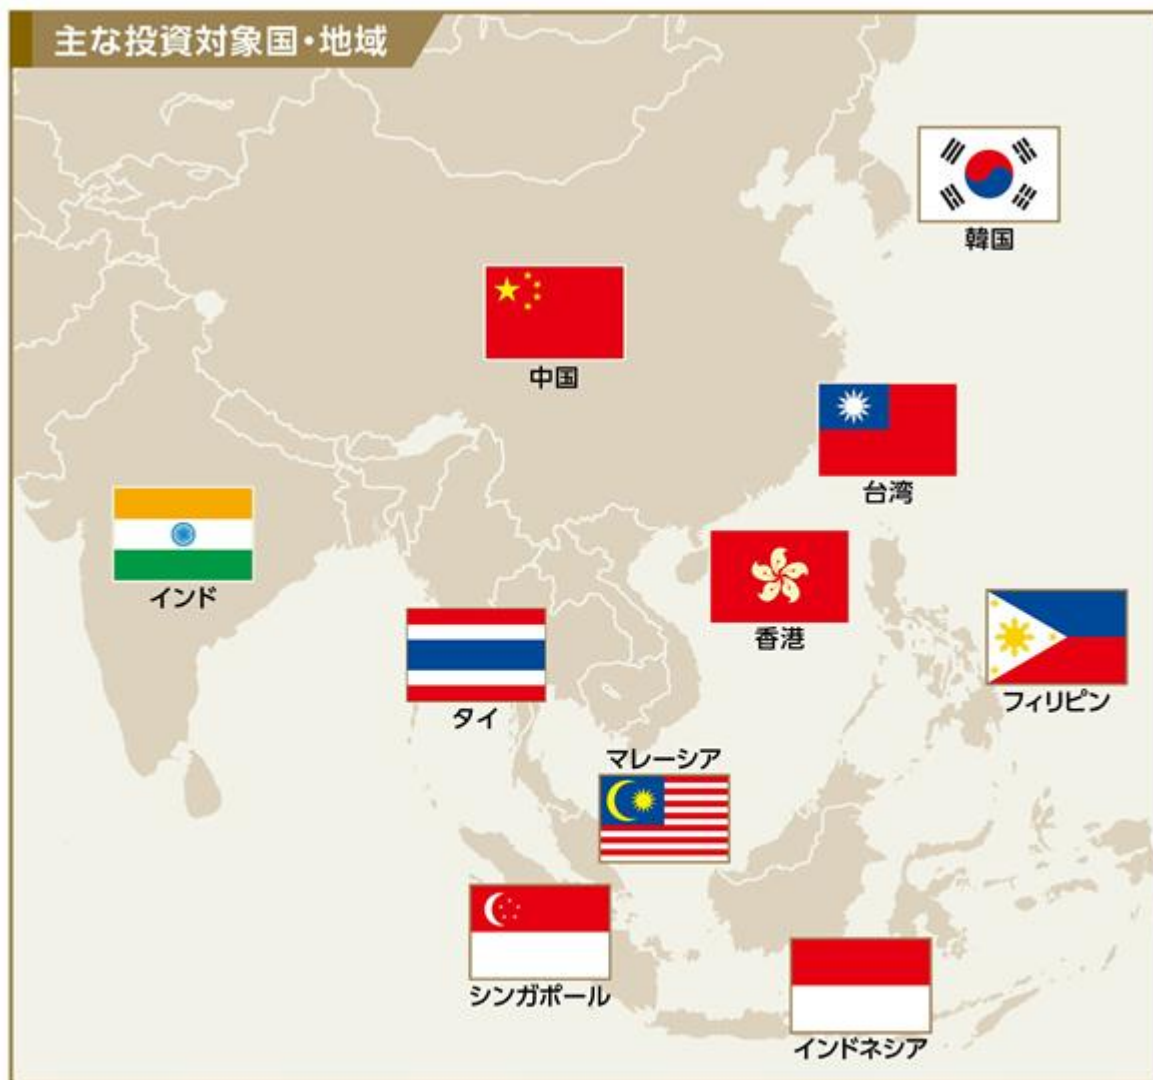 主な投資対象国・地域
韓国
中国
台湾
インド
香港
フィリピン
タイ
マレーシア
シンガポール
インドネシア